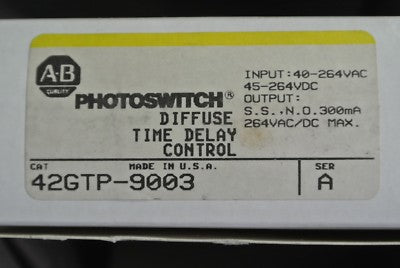 A-B
QUALITY
PHOTOSWITCH®
DIFFUSE
TIME DELAY
CONTROL
INPUT:40-264VAC
45-264VDC
OUTPUT:
S.S.,N.O.300mA
264VAC/DC MAX.
CAT MADE IN U.S.A. SER
42GTP-9003 A